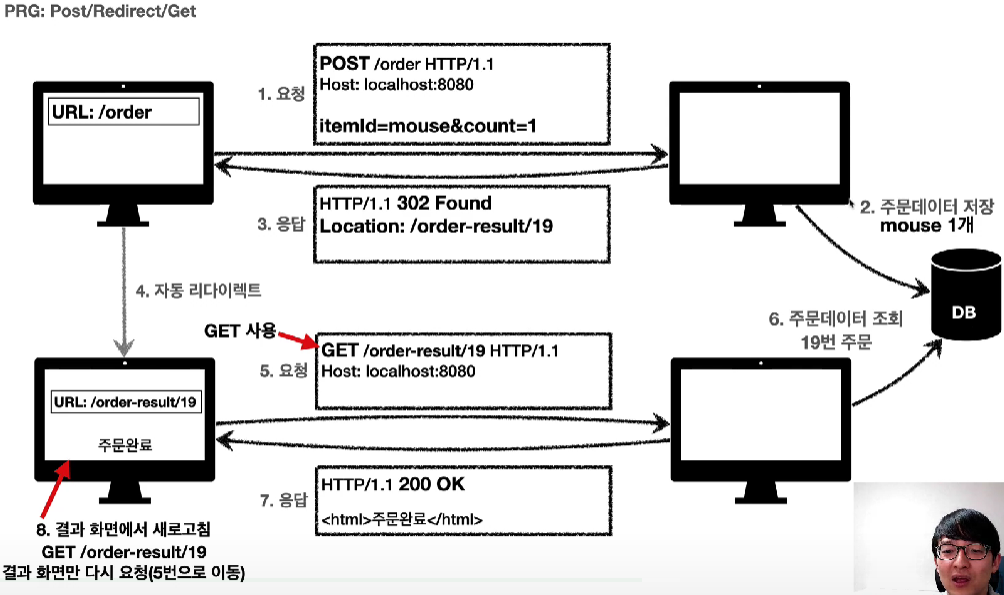 PRG: Post/Redirect/Get
URL: /order
1. 요청
POST /order HTTP/1.1
Host: localhost:8080
itemId=mouse&count=1
3. 응답
HTTP/1.1 302 Found
Location: /order-result/19
2. 주문데이터 저장
mouse 1개
4. 자동 리다이렉트
DB
6. 주문데이터 조회
19번 주문
GET 사용
5. 요청
GET /order-result/19 HTTP/1.1
Host: localhost:8080
URL: /order-result/19
주문완료
7. 응답
HTTP/1.1 200 OK
<html>주문완료</html>
8. 결과 화면에서 새로고침
GET /order-result/19
결과 화면만 다시 요청(5번으로 이동)